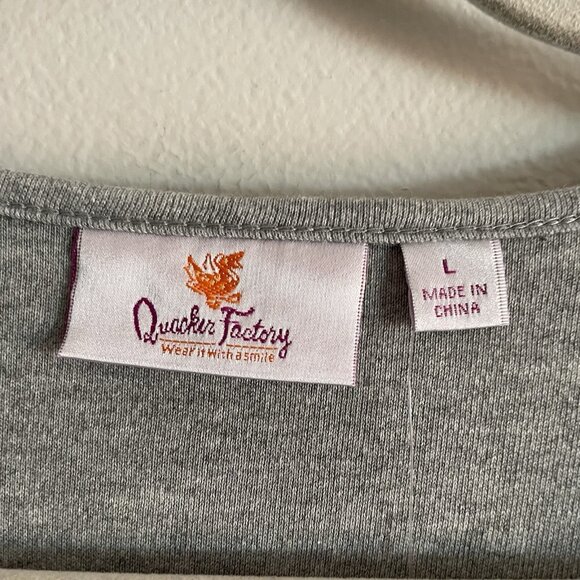 Quacker Factory
Wear it with a smile
L
MADE IN
CHINA